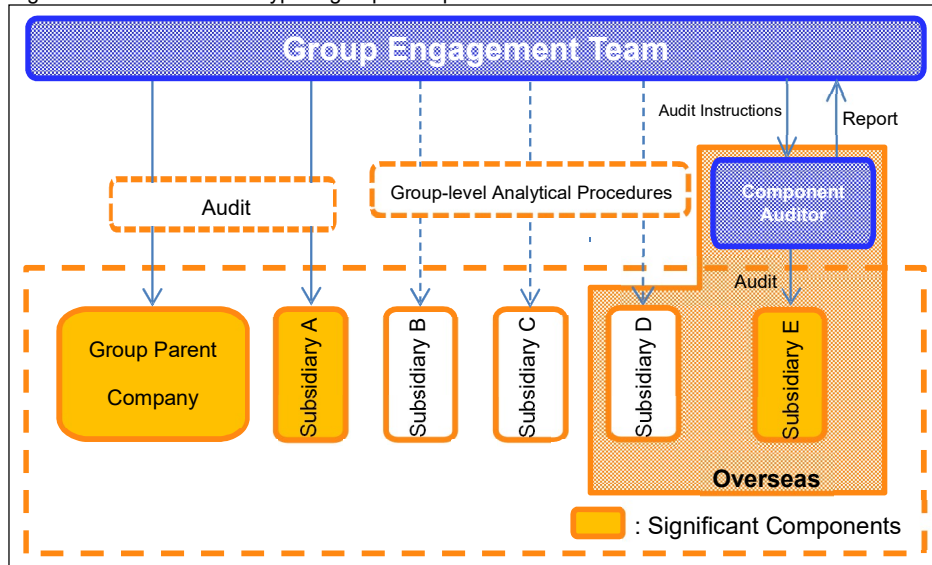 Group Engagement Team
Audit Instructions
Report
Audit
Group-level Analytical Procedures
Component
Auditor
Audit
Group Parent
Company
Subsidiary A
Subsidiary B
Subsidiary C
Subsidiary D
Subsidiary E
Overseas
: Significant Components